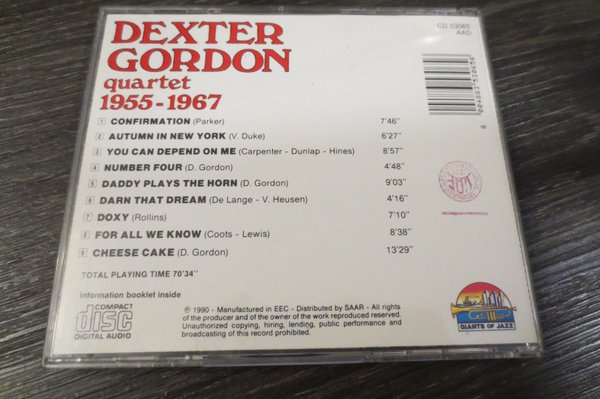 DEXTER
GORDON
quartet
1955-1967
CD 53065
AAD
1 CONFIRMATION (Parker) 7'46"
2 AUTUMN IN NEW YORK (V. Duke) 6'27"
3 YOU CAN DEPEND ON ME (Carpenter - Dunlap - Hines) 8'57"
4 NUMBER FOUR (D. Gordon) 4'48"
5 DADDY PLAYS THE HORN (D. Gordon) 9'03"
6 DARN THAT DREAM (De Lange - V. Heusen) 4'16"
7 DOXY (Rollins) 7'10"
8 FOR ALL WE KNOW (Coots - Lewis) 8'38"
9 CHEESE CAKE (D. Gordon) 13'29"
TOTAL PLAYING TIME 70'34"
Information booklet inside
COMPACT
disc
DIGITAL AUDIO
℗ 1990 - Manufactured in EEC - Distributed by SAAR - All rights
of the producer and of the owner of the work reproduced reserved.
Unauthorized copying, hiring, lending, public performance and
broadcasting of this record prohibited.
GIANTS OF JAZZ